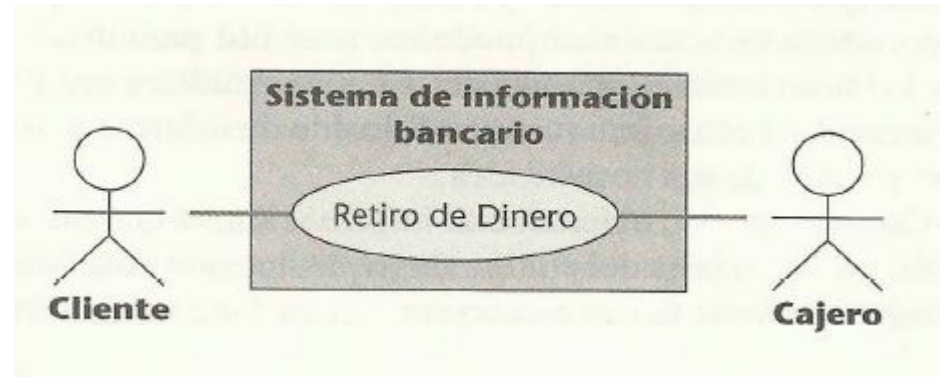 Sistema de información
bancario
Retiro de Dinero
Cliente
Cajero